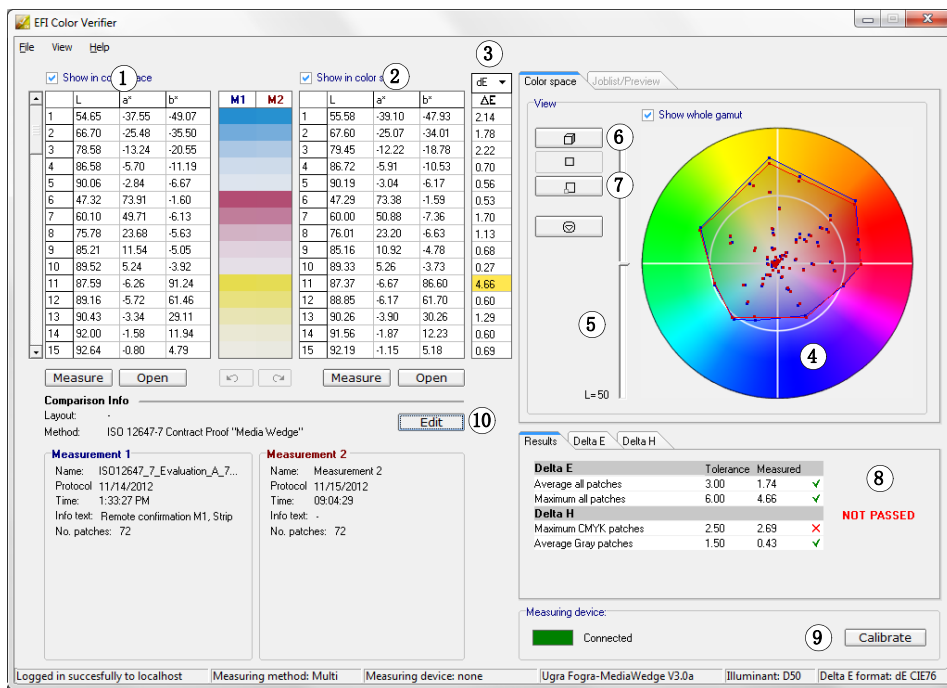 EFI Color Verifier
File View Help
3
Show in co 1 ace
Show in color s 2
dE
L a* b*
M1 M2
L a* b*
ΔE
1 54.65 -37.55 -49.07 1 55.58 -39.10 -47.93 2.14
2 66.70 -25.48 -35.50 2 67.60 -25.07 -34.01 1.78
3 78.58 -13.24 -20.55 3 79.45 -12.22 -18.78 2.22
4 86.58 -5.70 -11.19 4 86.72 -5.91 -10.53 0.70
5 90.06 -2.84 -6.67 5 90.19 -3.04 -6.17 0.56
6 47.32 73.91 -1.60 6 47.29 73.38 -1.59 0.53
7 60.10 49.71 -6.13 7 60.00 50.88 -7.36 1.70
8 75.78 23.68 -5.63 8 76.01 23.20 -6.63 1.13
9 85.21 11.54 -5.05 9 85.16 10.92 -4.78 0.68
10 89.52 5.24 -3.92 10 89.33 5.26 -3.73 0.27
11 87.59 -6.26 91.24 11 87.37 -6.67 86.60 4.66
12 89.16 -5.72 61.46 12 88.85 -6.17 61.70 0.60
13 90.43 -3.34 29.11 13 90.26 -3.90 30.26 1.29
14 92.00 -1.58 11.94 14 91.56 -1.87 12.23 0.60
15 92.64 -0.80 4.79 15 92.19 -1.15 5.18 0.69
Measure Open Measure Open
Comparison Info
Layout: -
Method: ISO 12647-7 Contract Proof "Media Wedge"
Edit 10
Measurement 1
Name: ISO12647_7_Evaluation_A_7...
Protocol 11/14/2012
Time: 1:33:27 PM
Info text: Remote confirmation M1, Strip
No. patches: 72
Measurement 2
Name: Measurement 2
Protocol 11/15/2012
Time: 09:04:29
Info text: -
No. patches: 72
Color space Joblist/Preview
View
Show whole gamut
6
7
5
4
L=50
Results Delta E Delta H
Delta E Tolerance Measured
Average all patches 3.00 1.74
Maximum all patches 6.00 4.66
Delta H
Maximum CMYK patches 2.50 2.69
Average Gray patches 1.50 0.43
8
NOT PASSED
Measuring device:
Connected
9
Calibrate
Logged in succesfully to localhost Measuring method: Multi Measuring device: none Ugra Fogra-MediaWedge V3.0a Illuminant: D50 Delta E format: dE CIE76